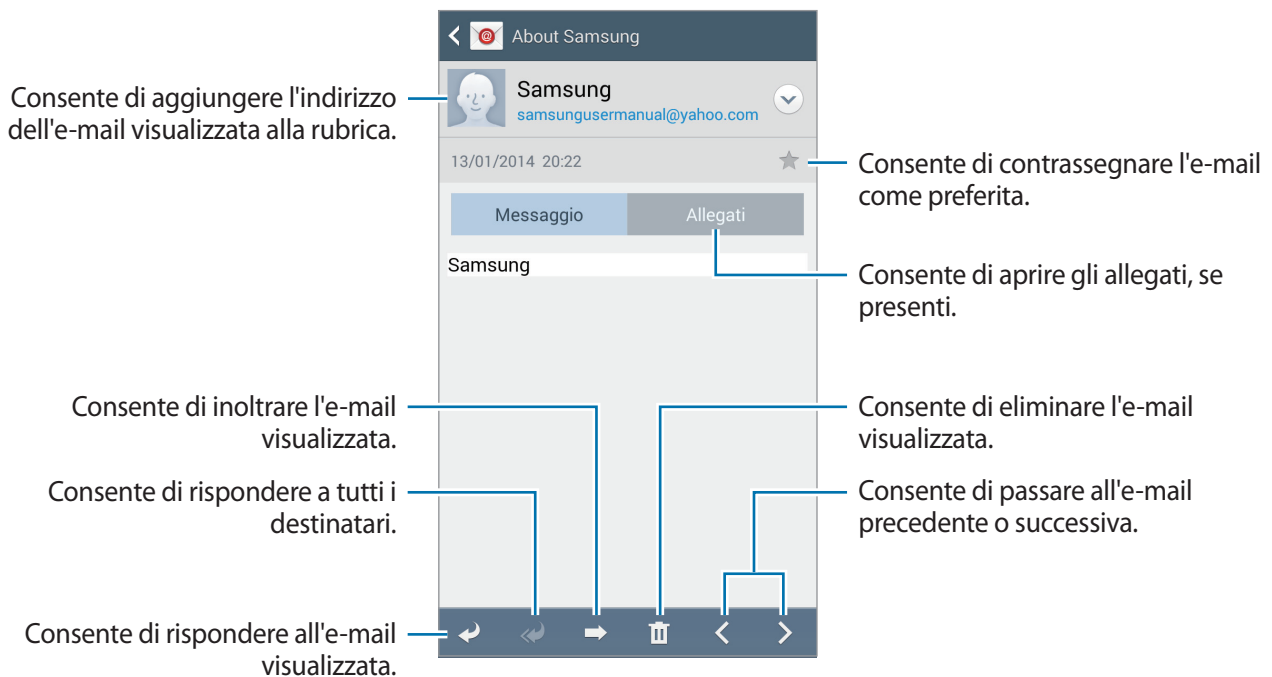 About Samsung
Consente di aggiungere l'indirizzo
dell'e-mail visualizzata alla rubrica.
Samsung
samsungusermanual@yahoo.com
13/01/2014 20:22
Consente di contrassegnare l'e-mail
come preferita.
Messaggio
Allegati
Samsung
Consente di aprire gli allegati, se
presenti.
Consente di inoltrare l'e-mail
visualizzata.
Consente di eliminare l'e-mail
visualizzata.
Consente di rispondere a tutti i
destinatari.
Consente di passare all'e-mail
precedente o successiva.
Consente di rispondere all'e-mail
visualizzata.